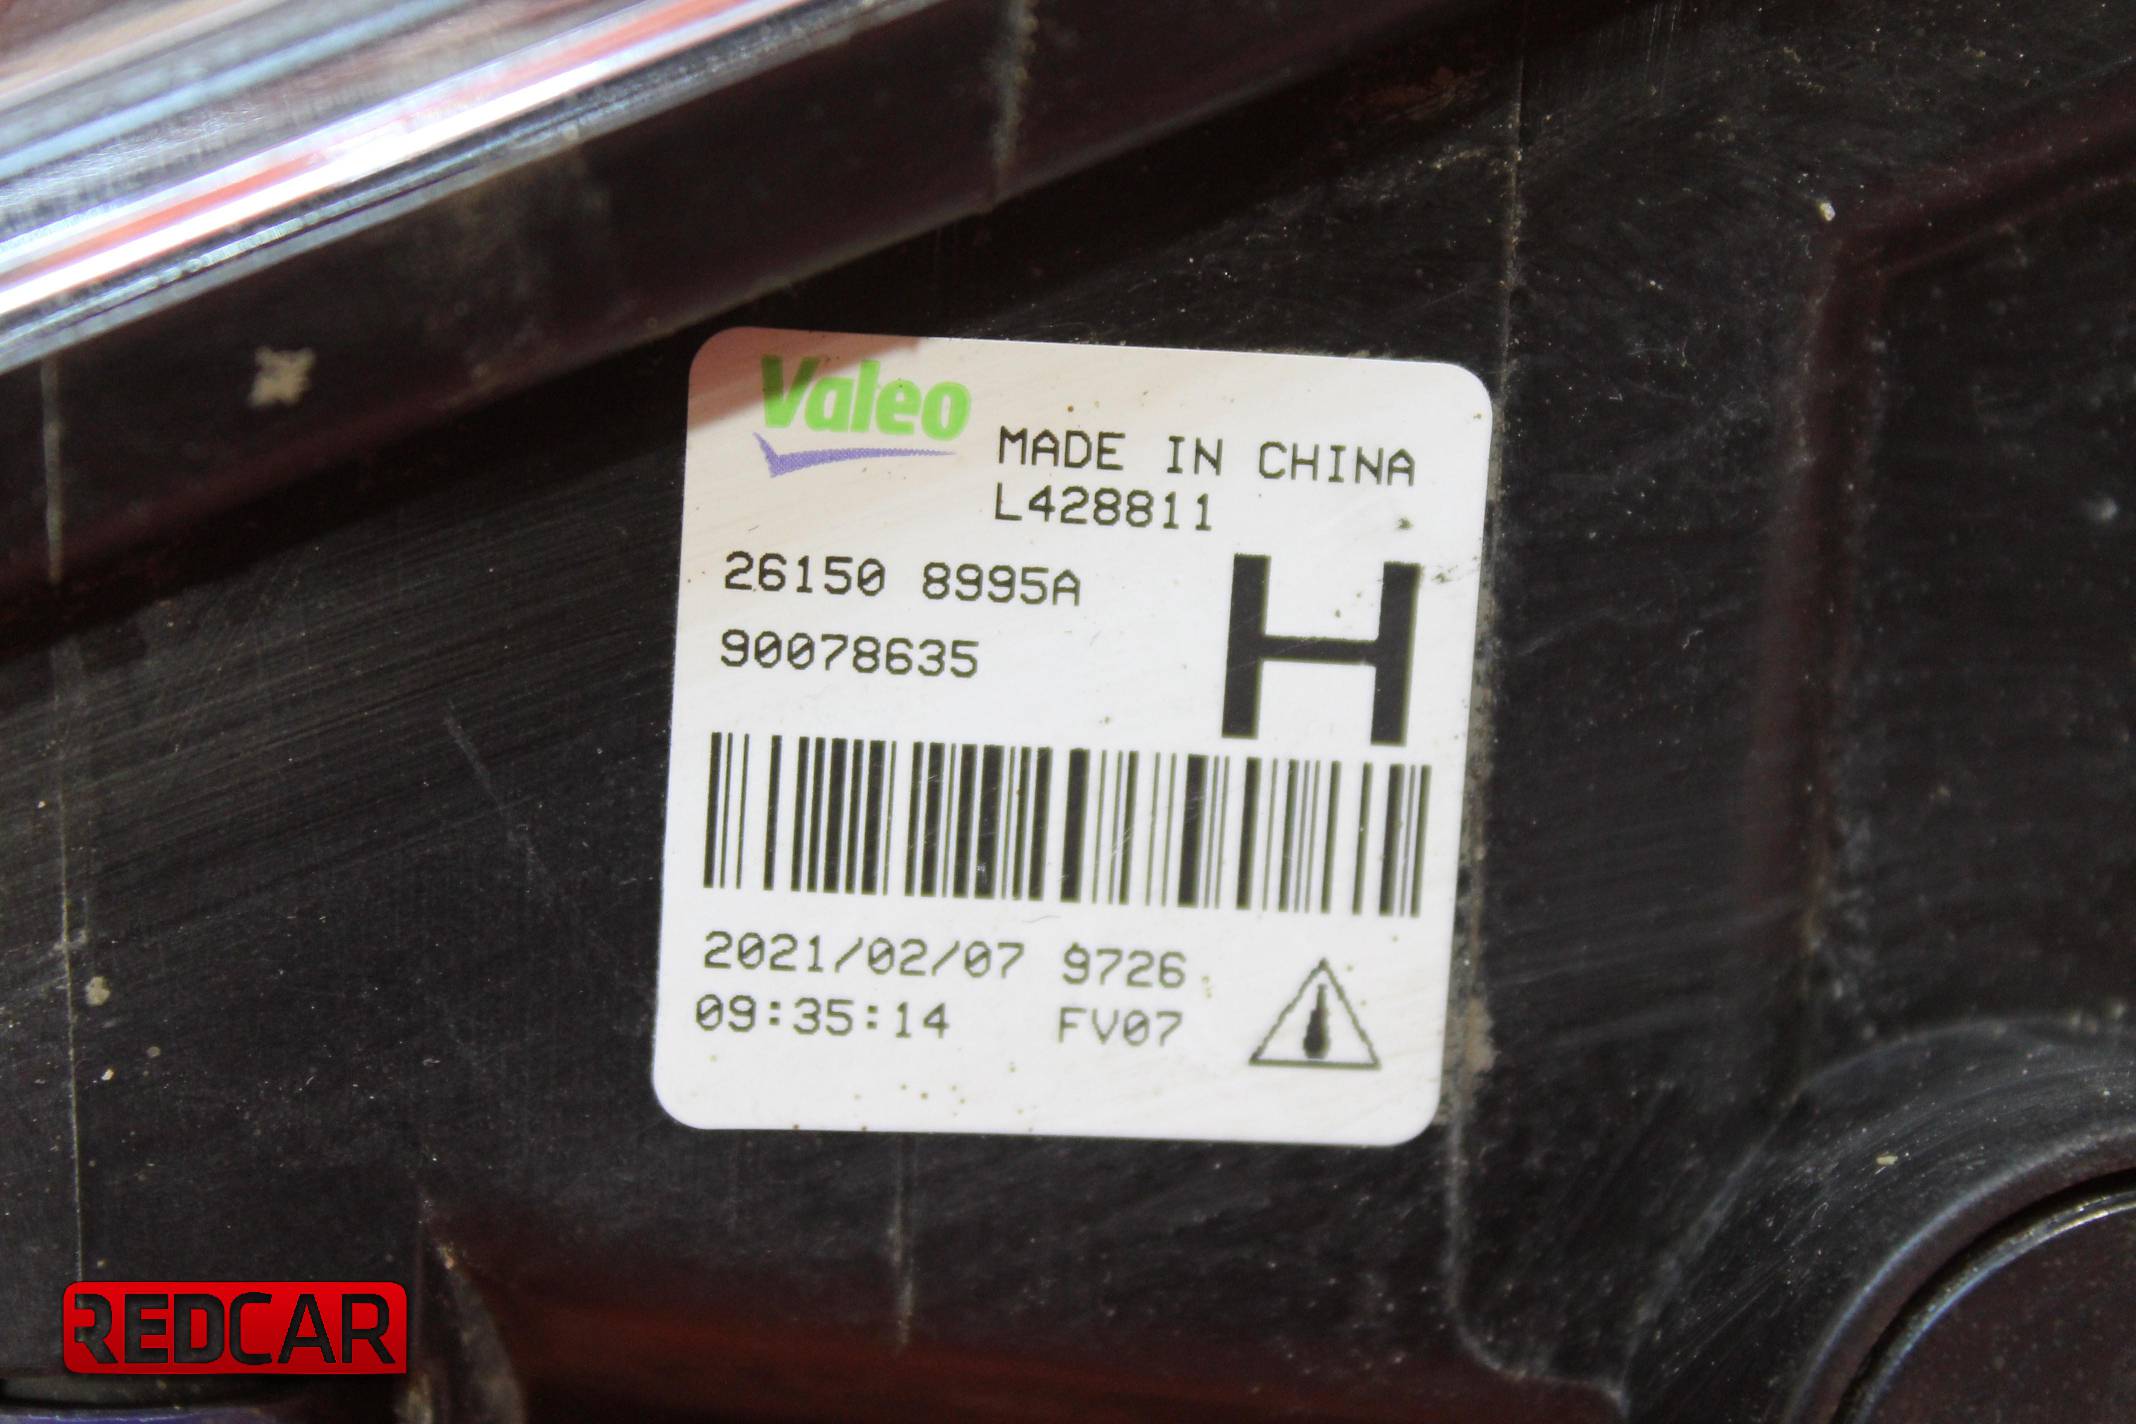 Valeo
MADE IN CHINA
L428811
26150 8995A
H
90078635
2021/02/07 9726
09:35:14 FV07
REDCAR